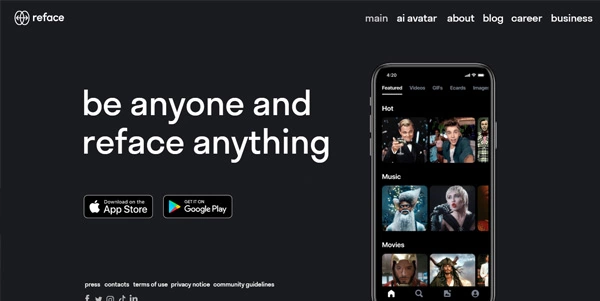 reface
main
ai avatar
about
blog
career
business
be anyone and
reface anything
Download on the
App Store
GET IT ON
Google Play
4:20
Featured
Videos
GIFs
Ecards
Images
Hot
Music
Movies
press
contacts
terms of use
privacy notice
community guidelines